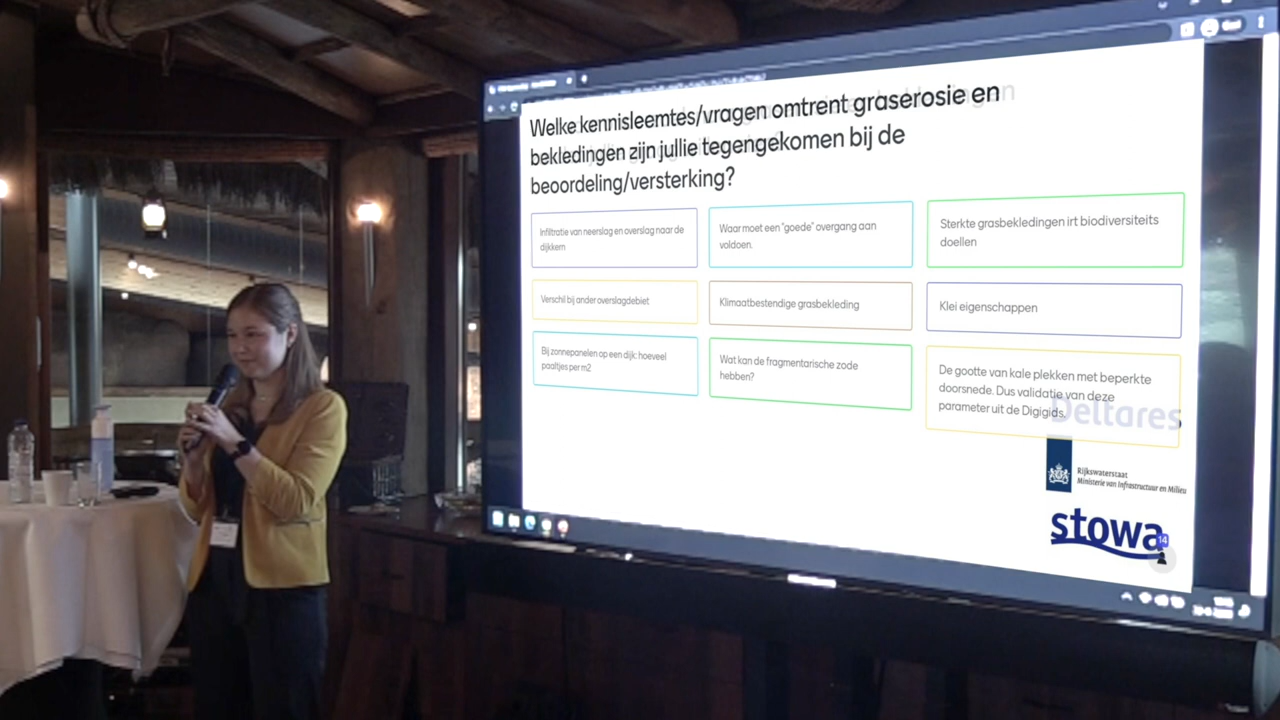 Welke kennisleemtes/vragen omtrent graserosie en
bekledingen zijn jullie tegengekomen bij de
beoordeling/versterking?
Infiltratie van neerslag en overslag naar de
dijkkern
Waar moet een "goede" overgang aan
voldoen.
Sterkte grasbekledingen irt biodiversiteits
doellen
Verschil bij ander overslagdebiet
Klimaatbestendige grasbekleding
Klei eigenschappen
Bij zonnepanelen op een dijk: hoeveel
paaltjes per m2
Wat kan de fragmentarische zode
hebben?
De gootte van kale plekken met beperkte
doorsnede. Dus validatie van deze
parameter uit de Digigids.
Deltares
Rijkswaterstaat
Ministerie van Infrastructuur en Milieu
stowa
14